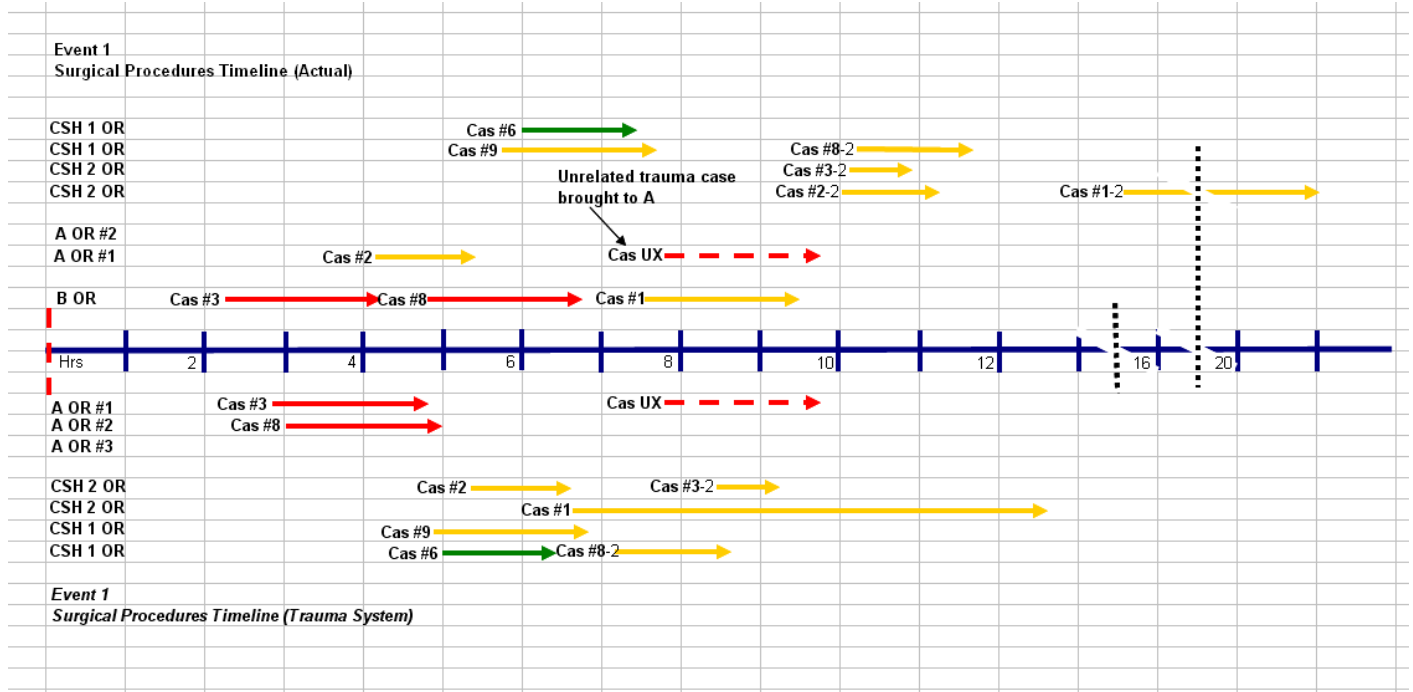 Event 1
Surgical Procedures Timeline (Actual)
CSH 1 OR Cas #6
CSH 1 OR Cas #9 Cas #8-2
CSH 2 OR Cas #3-2
Unrelated trauma case
brought to A
CSH 2 OR Cas #2-2 Cas #1-2
A OR #2
A OR #1 Cas #2 Cas UX
B OR Cas #3 Cas #8 Cas #1
Hrs 2 4 6 8 10 12 16 20
A OR #1 Cas #3 Cas UX
A OR #2 Cas #8
A OR #3
CSH 2 OR Cas #2 Cas #3-2
CSH 2 OR Cas #1
CSH 1 OR Cas #9
CSH 1 OR Cas #6 Cas #8-2
Event 1
Surgical Procedures Timeline (Trauma System)